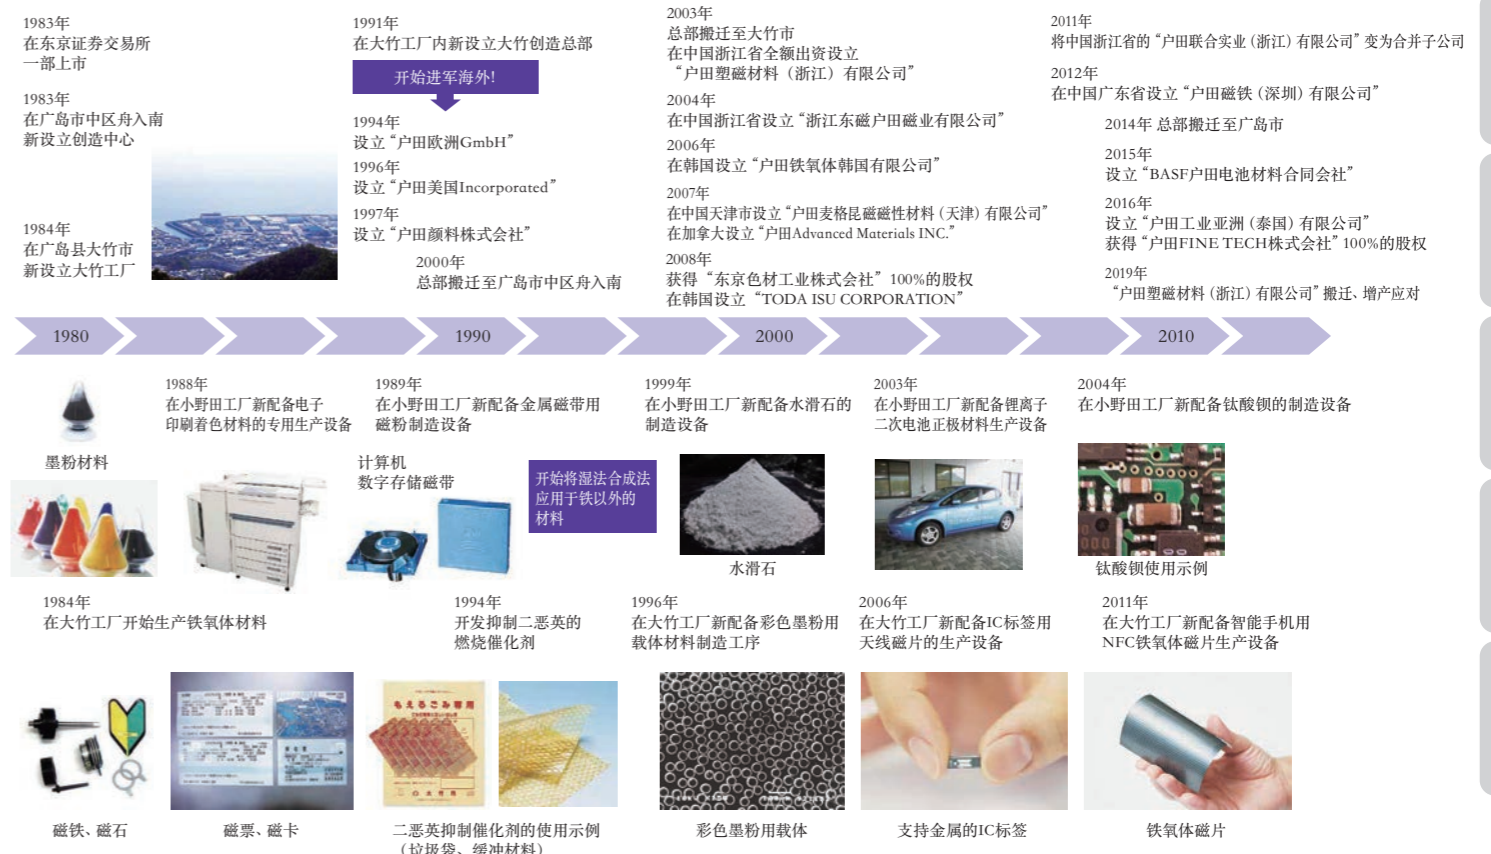 1983年
在东京证券交易所
一部上市
1983年
在广岛市中区舟入南
新设立创造中心
1984年
在广岛县大竹市
新设立大竹工厂
1991年
在大竹工厂内新设立大竹创造总部
开始进军海外!
1994年
设立“户田欧洲GmbH”
1996年
设立“户田美国Incorporated”
1997年
设立“户田颜料株式会社”
2000年
总部搬迁至广岛市中区舟入南
2003年
总部搬迁至大竹市
在中国浙江省全额出资设立
“户田塑磁材料（浙江）有限公司”
2004年
在中国浙江省设立“浙江东磁户田磁业有限公司”
2006年
在韩国设立“户田铁氧体韩国有限公司”
2007年
在中国天津市设立“户田麦格昆磁磁性材料（天津）有限公司”
在加拿大设立“户田Advanced Materials INC.”
2008年
获得“东京色材工业株式会社”100%的股权
在韩国设立“TODA ISU CORPORATION”
2011年
将中国浙江省的“户田联合实业（浙江）有限公司”变为合并子公司
2012年
在中国广东省设立“户田磁铁（深圳）有限公司”
2014年 总部搬迁至广岛市
2015年
设立“BASF户田电池材料合同会社”
2016年
设立“户田工业亚洲（泰国）有限公司”
获得“户田FINE TECH株式会社”100%的股权
2019年
“户田塑磁材料（浙江）有限公司”搬迁、增产应对
1980
1990
2000
2010
墨粉材料
1988年
在小野田工厂新配备电子
印刷着色材料的专用生产设备
1989年
在小野田工厂新配备金属磁带用
磁粉制造设备
计算机
数字存储磁带
开始将湿法合成法
应用于铁以外的
材料
1999年
在小野田工厂新配备水滑石的
制造设备
水滑石
2003年
在小野田工厂新配备锂离子
二次电池正极材料生产设备
2004年
在小野田工厂新配备钛酸钡的制造设备
钛酸钡使用示例
1984年
在大竹工厂开始生产铁氧体材料
1994年
开发抑制二恶英的
燃烧催化剂
1996年
在大竹工厂新配备彩色墨粉用
载体材料制造工序
2006年
在大竹工厂新配备IC标签用
天线磁片的生产设备
2011年
在大竹工厂新配备智能手机用
NFC铁氧体磁片生产设备
もえるごみ専用
磁铁、磁石
磁票、磁卡
二恶英抑制催化剂的使用示例
（垃圾袋、缓冲材料）
彩色墨粉用载体
支持金属的IC标签
铁氧体磁片